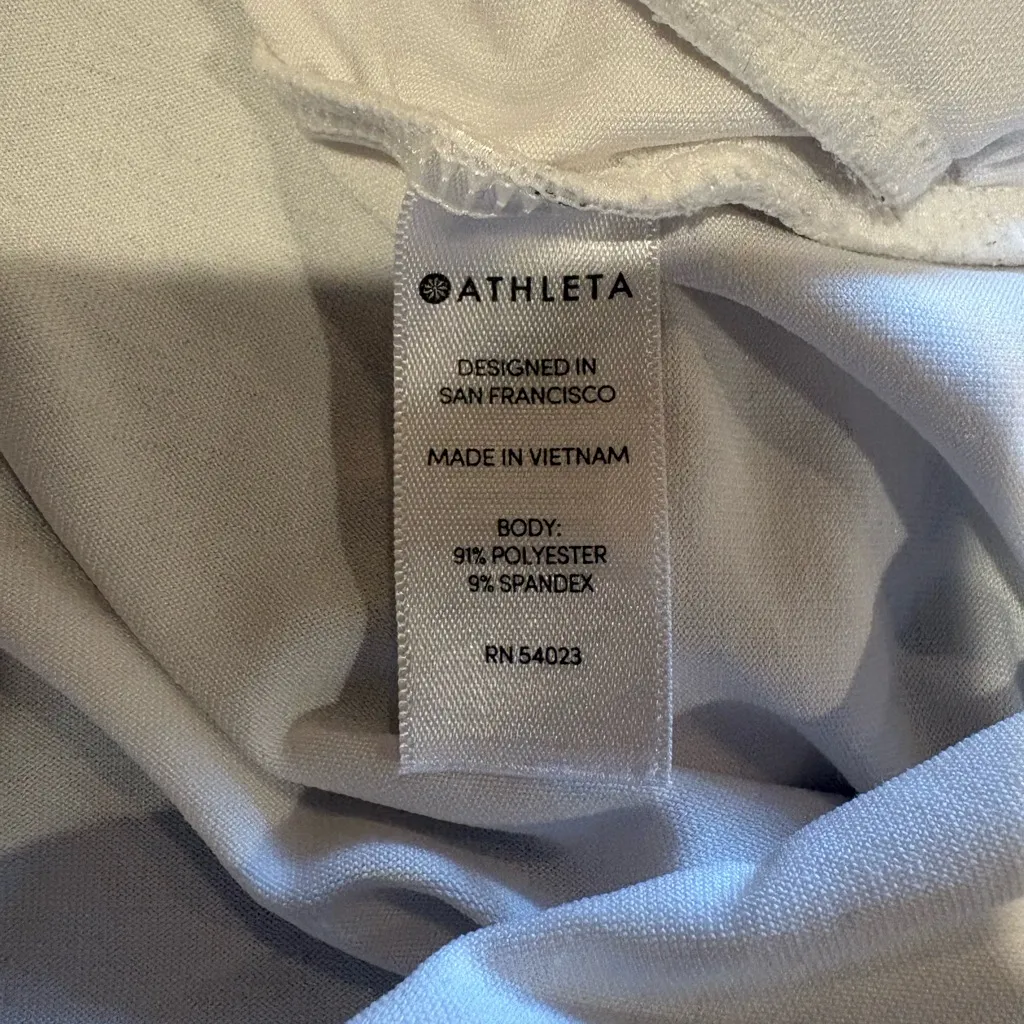 ATHLETA
DESIGNED IN
SAN FRANCISCO
MADE IN VIETNAM
BODY:
91% POLYESTER
9% SPANDEX
RN 54023